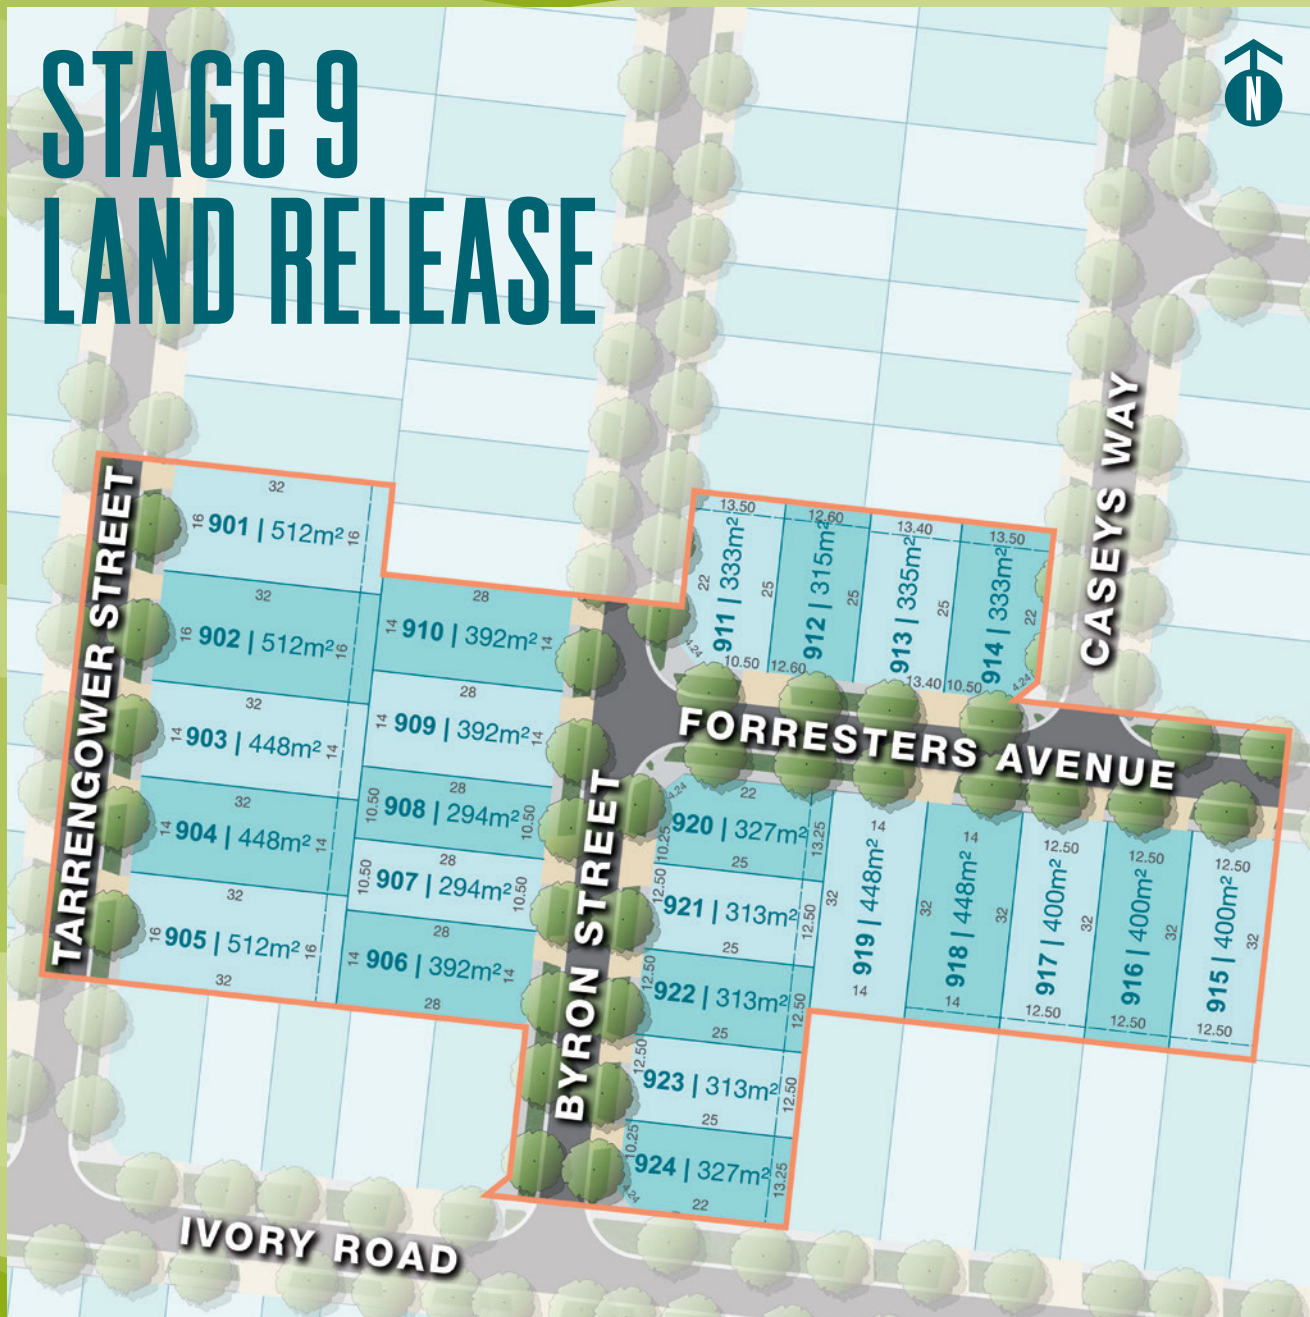 STAGE 9
LAND RELEASE
N
TARRENGOWER STREET
BYRON STREET
FORRESTERS AVENUE
CASEYS WAY
IVORY ROAD
32
16
901 | 512m²
16
32
16
902 | 512m²
16
32
14
903 | 448m²
14
32
14
904 | 448m²
14
32
16
905 | 512m²
16
32
28
14
910 | 392m²
14
28
14
909 | 392m²
14
28
10.50
908 | 294m²
10.50
28
10.50
907 | 294m²
10.50
28
14
906 | 392m²
14
28
13.50
22
911 | 333m²
25
4.24
10.50
12.60
912 | 315m²
25
12.60
13.40
913 | 335m²
25
13.40
13.50
914 | 333m²
22
10.50
4.24
4.24
22
920 | 327m²
10.25
13.25
25
12.50
921 | 313m²
12.50
25
12.50
922 | 313m²
12.50
25
12.50
923 | 313m²
12.50
25
10.25
924 | 327m²
13.25
4.24
22
14
32
919 | 448m²
14
14
32
918 | 448m²
32
14
12.50
917 | 400m²
32
12.50
12.50
916 | 400m²
32
12.50
12.50
915 | 400m²
32
12.50